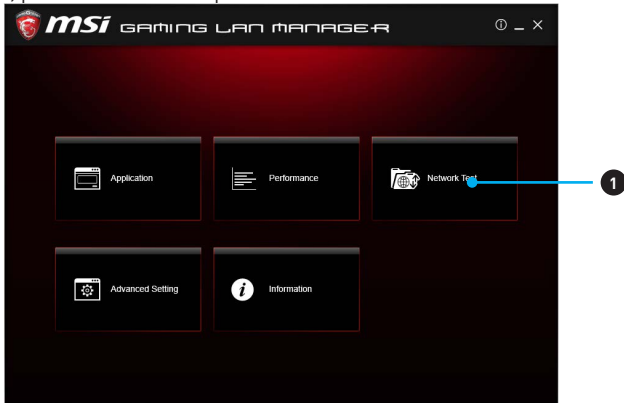 msi GAMING LAN MANAGER
Application
Performance
Network Test
1
Advanced Setting
Information